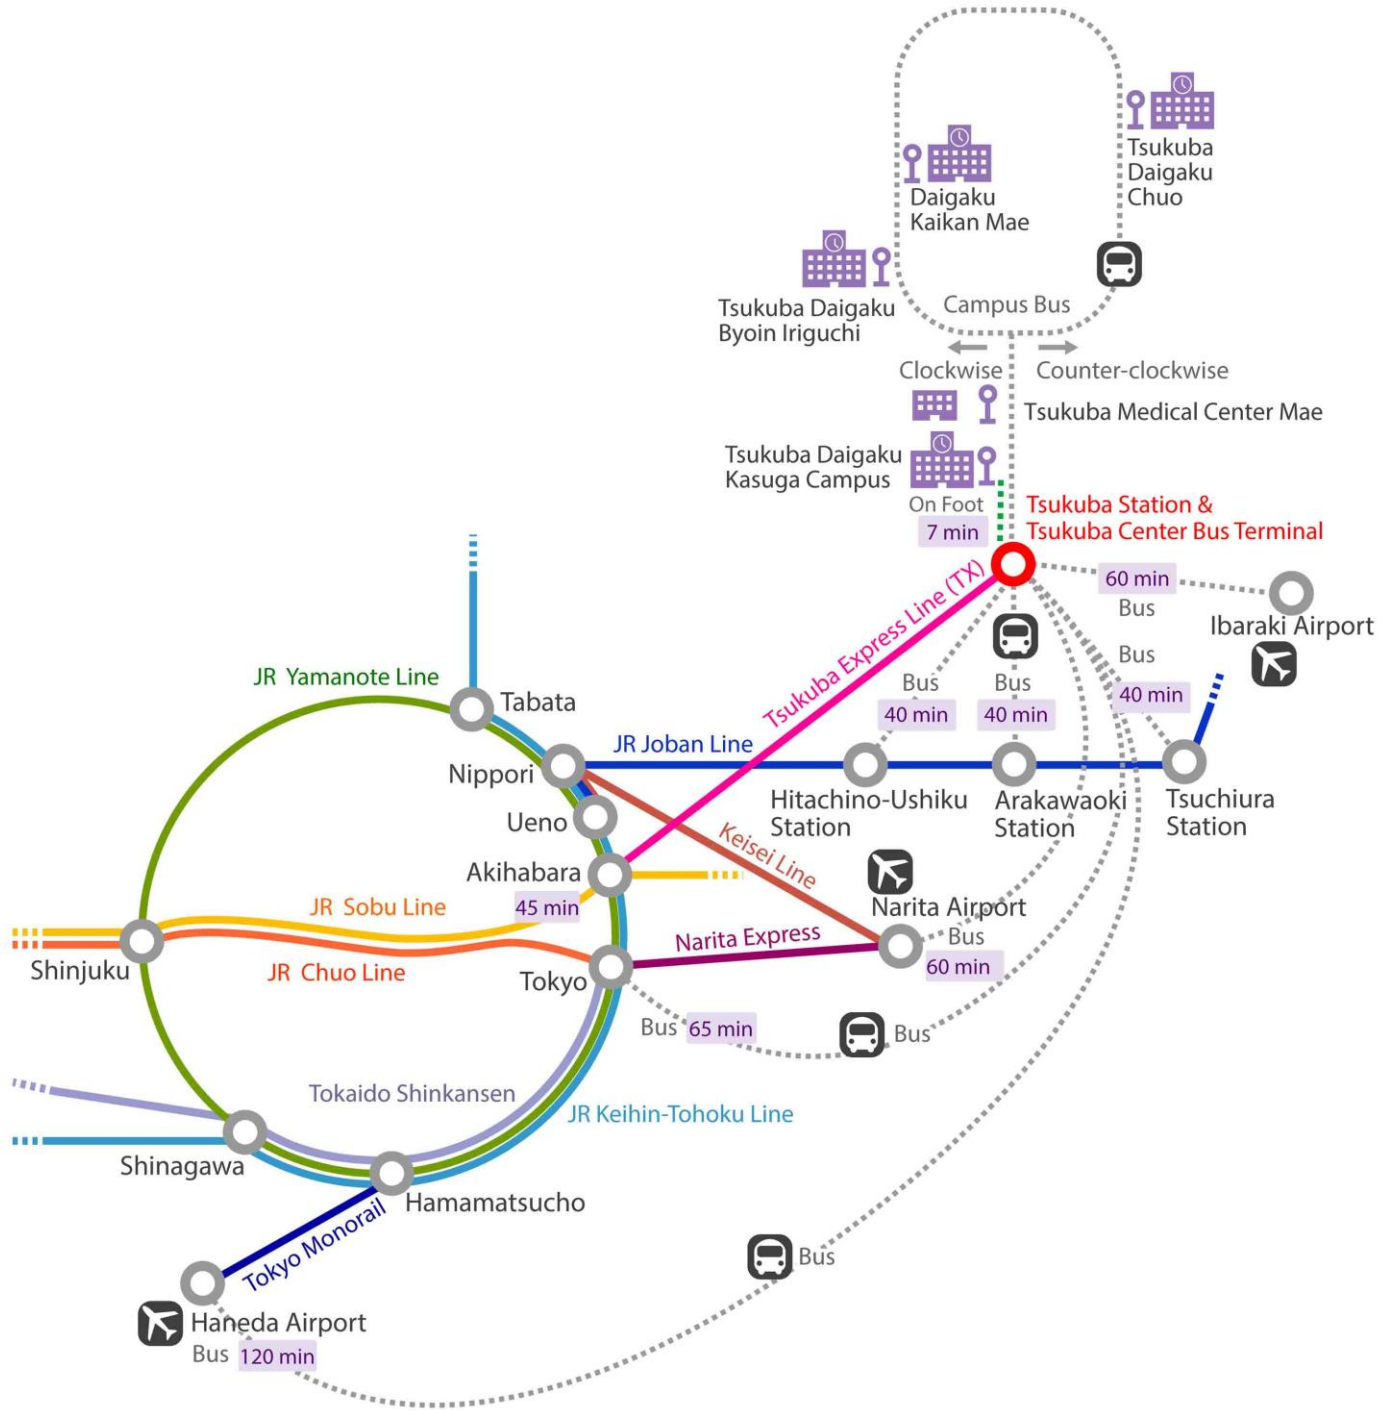 Tsukuba
Daigaku
Chuo
Daigaku
Kaikan Mae
Tsukuba Daigaku
Byoin Iriguchi
Campus Bus
Clockwise
Counter-clockwise
Tsukuba Medical Center Mae
Tsukuba Daigaku
Kasuga Campus
On Foot
7 min
Tsukuba Station &
Tsukuba Center Bus Terminal
60 min
Bus
Ibaraki Airport
Tsukuba Express Line (TX)
Bus
40 min
Bus
40 min
Bus
40 min
JR Yamanote Line
Tabata
JR Joban Line
Nippori
Hitachino-Ushiku
Station
Arakawaoki
Station
Tsuchiura
Station
Ueno
Keisei Line
Akihabara
45 min
JR Sobu Line
Narita Airport
Bus
60 min
Narita Express
Shinjuku
JR Chuo Line
Tokyo
Bus
65 min
Bus
Tokaido Shinkansen
JR Keihin-Tohoku Line
Shinagawa
Hamamatsucho
Tokyo Monorail
Bus
Haneda Airport
Bus
120 min